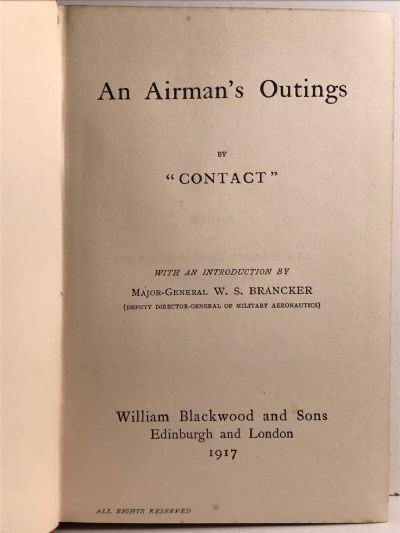 An Airman's Outings
BY
"CONTACT"
WITH AN INTRODUCTION BY
MAJOR-GENERAL W. S. BRANCKER
(DEPUTY DIRECTOR-GENERAL OF MILITARY AERONAUTICS)
William Blackwood and Sons
Edinburgh and London
1917
ALL RIGHTS RESERVED